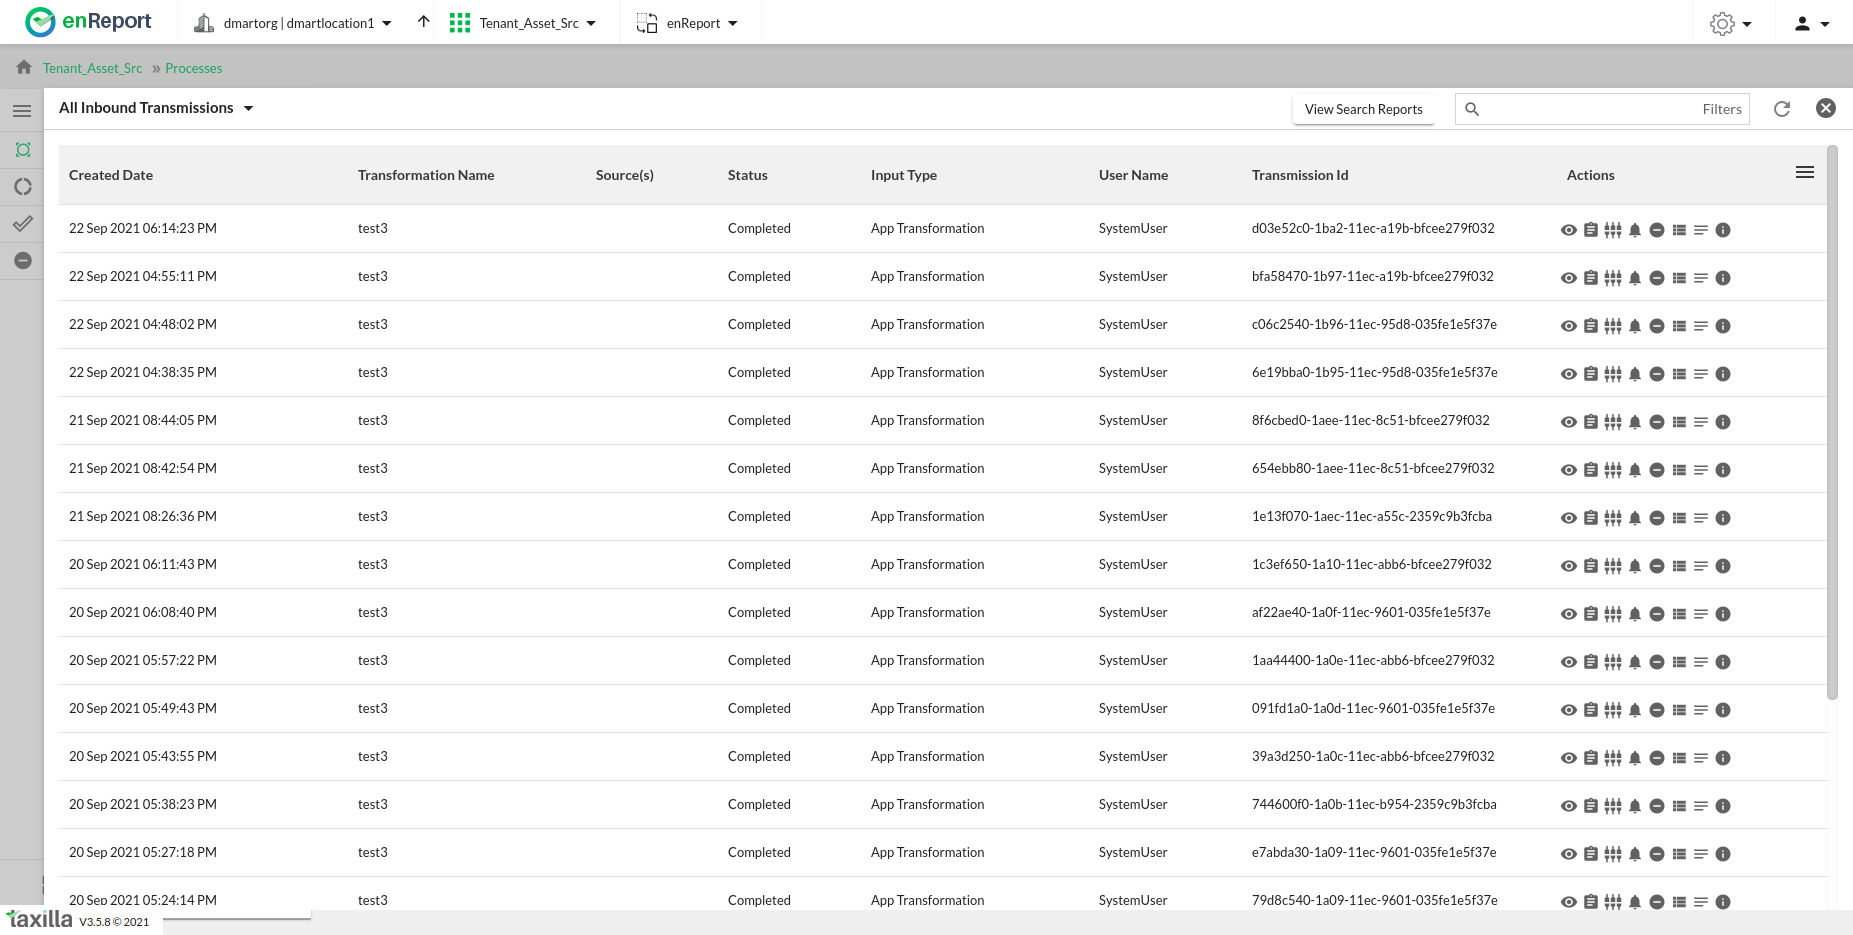 enReport dmartorg | dmartlocation1 Tenant_Asset_Src enReport
Tenant_Asset_Src » Processes
All Inbound Transmissions View Search Reports Filters
Created Date Transformation Name Source(s) Status Input Type User Name Transmission Id Actions
22 Sep 2021 06:14:23 PM test3 Completed App Transformation SystemUser d03e52c0-1ba2-11ec-a19b-bfcee279f032
22 Sep 2021 04:55:11 PM test3 Completed App Transformation SystemUser bfa58470-1b97-11ec-a19b-bfcee279f032
22 Sep 2021 04:48:02 PM test3 Completed App Transformation SystemUser c06c2540-1b96-11ec-95d8-035fe1e5f37e
22 Sep 2021 04:38:35 PM test3 Completed App Transformation SystemUser 6e19bba0-1b95-11ec-95d8-035fe1e5f37e
21 Sep 2021 08:44:05 PM test3 Completed App Transformation SystemUser 8f6cbed0-1aee-11ec-8c51-bfcee279f032
21 Sep 2021 08:42:54 PM test3 Completed App Transformation SystemUser 654ebb80-1aee-11ec-8c51-bfcee279f032
21 Sep 2021 08:26:36 PM test3 Completed App Transformation SystemUser 1e13f070-1aec-11ec-a55c-2359c9b3fcba
20 Sep 2021 06:11:43 PM test3 Completed App Transformation SystemUser 1c3ef650-1a10-11ec-abb6-bfcee279f032
20 Sep 2021 06:08:40 PM test3 Completed App Transformation SystemUser af22ae40-1a0f-11ec-9601-035fe1e5f37e
20 Sep 2021 05:57:22 PM test3 Completed App Transformation SystemUser 1aa44400-1a0e-11ec-abb6-bfcee279f032
20 Sep 2021 05:49:43 PM test3 Completed App Transformation SystemUser 091fd1a0-1a0d-11ec-9601-035fe1e5f37e
20 Sep 2021 05:43:55 PM test3 Completed App Transformation SystemUser 39a3d250-1a0c-11ec-abb6-bfcee279f032
20 Sep 2021 05:38:23 PM test3 Completed App Transformation SystemUser 744600f0-1a0b-11ec-b954-2359c9b3fcba
20 Sep 2021 05:27:18 PM test3 Completed App Transformation SystemUser e7abda30-1a09-11ec-9601-035fe1e5f37e
20 Sep 2021 05:24:14 PM test3 Completed App Transformation SystemUser 79d8c540-1a09-11ec-9601-035fe1e5f37e
taxilla V3.5.8 © 2021